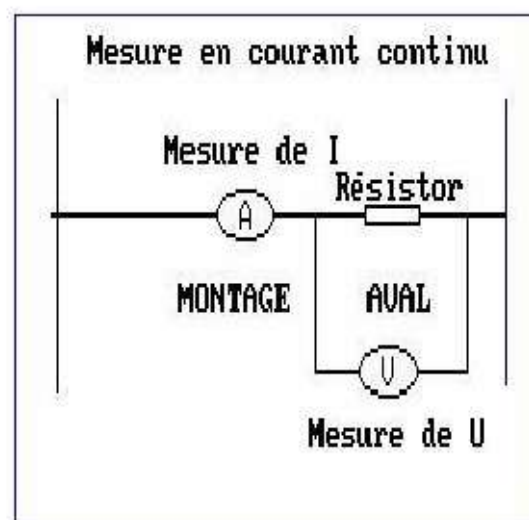 Mesure en courant continu
Mesure de I
Résistor
A
MONTAGE AVAL
V
Mesure de U